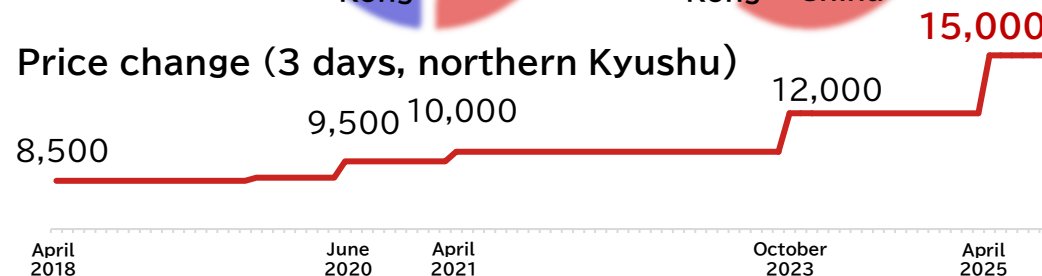 Kong
Kong
China
Price change (3 days, northern Kyushu)
15,000
12,000
10,000
9,500
8,500
April
2018
June
2020
April
2021
October
2023
April
2025